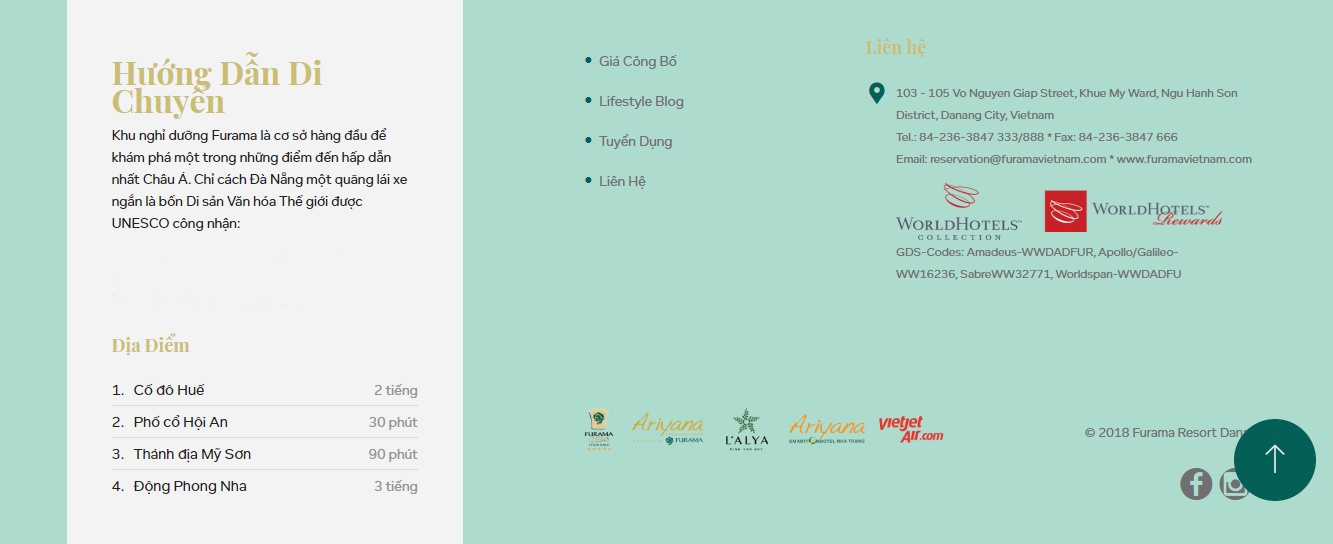 Hướng Dẫn Di
Chuyển
Khu nghỉ dưỡng Furama là cơ sở hàng đầu để
khám phá một trong những điểm đến hấp dẫn
nhất Châu Á. Chỉ cách Đà Nẵng một quãng lái xe
ngắn là bốn Di sản Văn hóa Thế giới được
UNESCO công nhận:
Địa Điểm
1. Cố đô Huế 2 tiếng
2. Phố cổ Hội An 30 phút
3. Thánh địa Mỹ Sơn 90 phút
4. Động Phong Nha 3 tiếng
Giá Công Bố
Lifestyle Blog
Tuyển Dụng
Liên Hệ
Liên hệ
103 - 105 Vo Nguyen Giap Street, Khue My Ward, Ngu Hanh Son
District, Danang City, Vietnam
Tel.: 84-236-3847 333/888 * Fax: 84-236-3847 666
Email: reservation@furamavietnam.com * www.furamavietnam.com
WORLDHOTELS™
COLLECTION
WORLDHOTELS™
Rewards
GDS-Codes: Amadeus-WWDADFUR, Apollo/Galileo-
WW16236, SabreWW32771, Worldspan-WWDADFU
FURAMA
Villas
Ariyana
FURAMA
L'ALYA
NINH VAN BAY
Ariyana
SMART CONDOTEL NHA TRANG
vietjet
Air.com
© 2018 Furama Resort Dana